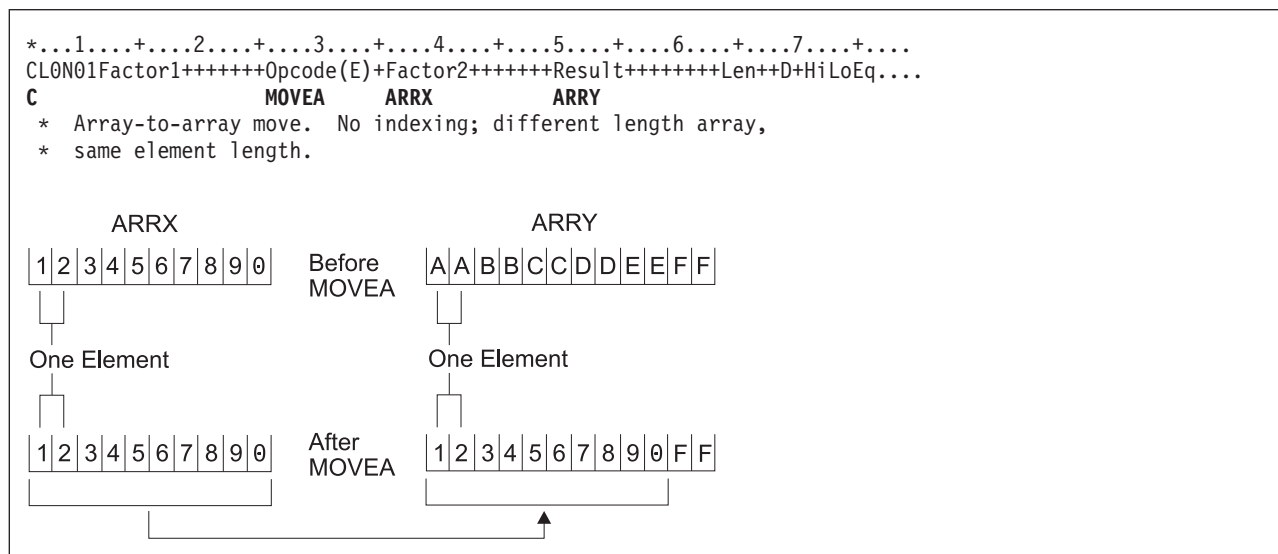 *...1....+....2....+....3....+....4....+....5....+....6....+....7....+....
CL0N01Factor1+++++++Opcode(E)+Factor2+++++++Result++++++++Len++D+HiLoEq....
C                   MOVEA     ARRX          ARRY
 *  Array-to-array move.  No indexing; different length array,
 *  same element length.
ARRX ARRY
1 2 3 4 5 6 7 8 9 0 Before MOVEA A A B B C C D D E E F F
One Element One Element
1 2 3 4 5 6 7 8 9 0 After MOVEA 1 2 3 4 5 6 7 8 9 0 F F